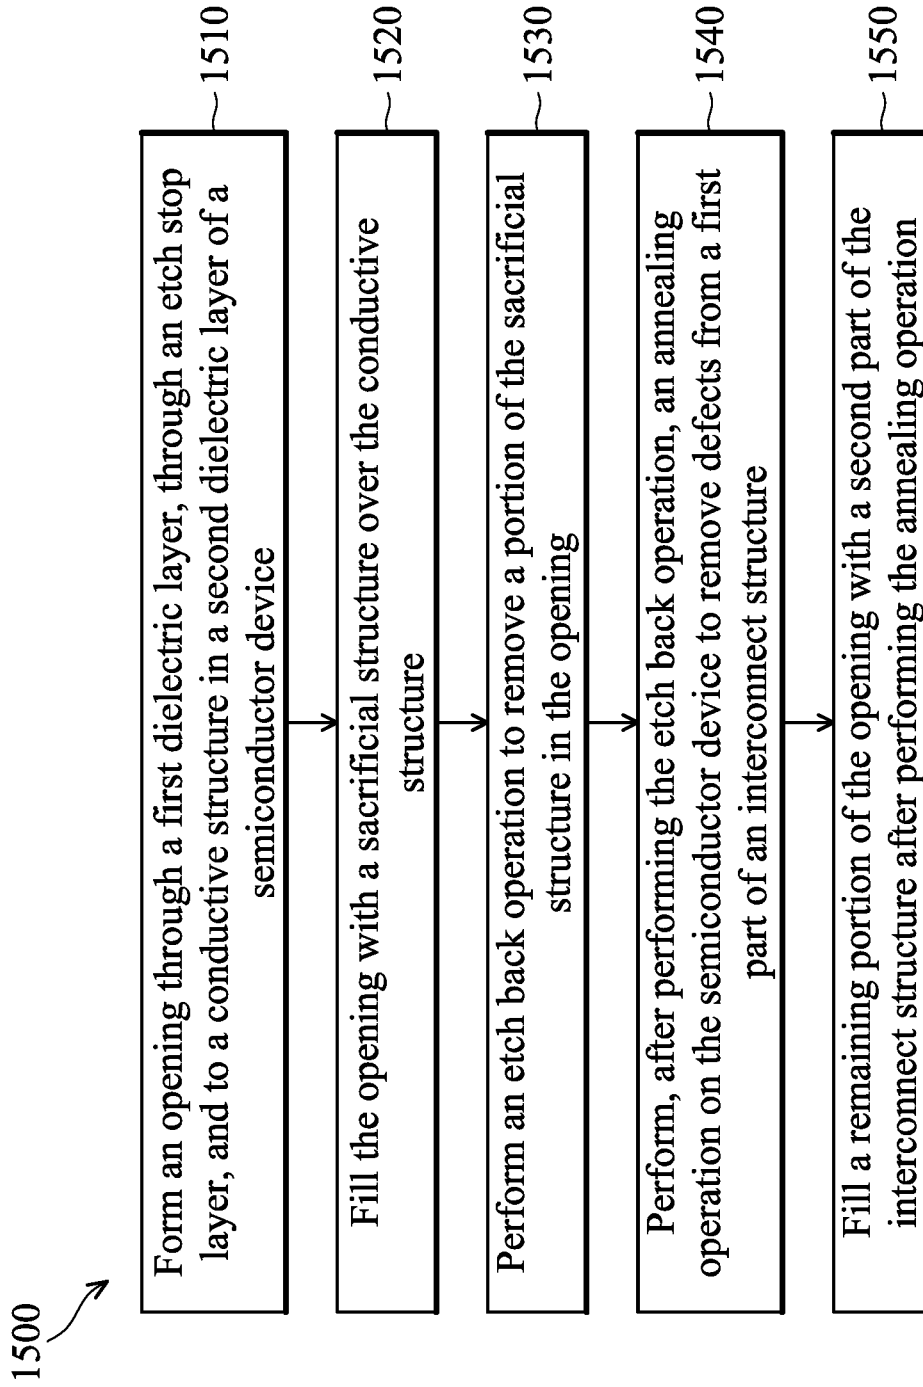 1500
Form an opening through a first dielectric layer, through an etch stop
layer, and to a conductive structure in a second dielectric layer of a
semiconductor device
1510
Fill the opening with a sacrificial structure over the conductive
structure
1520
Perform an etch back operation to remove a portion of the sacrificial
structure in the opening
1530
Perform, after performing the etch back operation, an annealing
operation on the semiconductor device to remove defects from a first
part of an interconnect structure
1540
Fill a remaining portion of the opening with a second part of the
interconnect structure after performing the annealing operation
1550